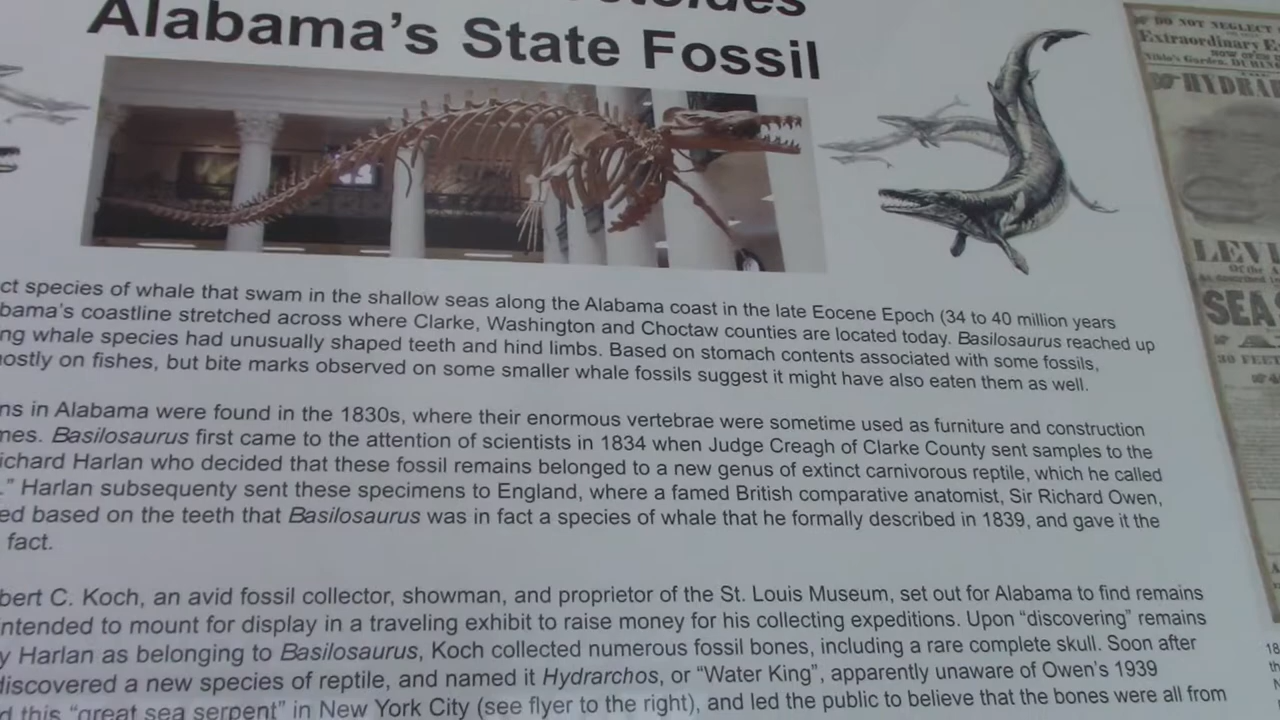 Alabama's State Fossil
ct species of whale that swam in the shallow seas along the Alabama coast in the late Eocene Epoch (34 to 40 million years
bama's coastline stretched across where Clarke, Washington and Choctaw counties are located today. Basilosaurus reached up
ng whale species had unusually shaped teeth and hind limbs. Based on stomach contents associated with some fossils,
ostly on fishes, but bite marks observed on some smaller whale fossils suggest it might have also eaten them as well.
ns in Alabama were found in the 1830s, where their enormous vertebrae were sometime used as furniture and construction
mes. Basilosaurus first came to the attention of scientists in 1834 when Judge Creagh of Clarke County sent samples to the
ichard Harlan who decided that these fossil remains belonged to a new genus of extinct carnivorous reptile, which he called
." Harlan subsequenty sent these specimens to England, where a famed British comparative anatomist, Sir Richard Owen,
ed based on the teeth that Basilosaurus was in fact a species of whale that he formally described in 1839, and gave it the
fact.
bert C. Koch, an avid fossil collector, showman, and proprietor of the St. Louis Museum, set out for Alabama to find remains
ntended to mount for display in a traveling exhibit to raise money for his collecting expeditions. Upon "discovering" remains
y Harlan as belonging to Basilosaurus, Koch collected numerous fossil bones, including a rare complete skull. Soon after
discovered a new species of reptile, and named it Hydrarchos, or "Water King", apparently unaware of Owen's 1939
d this "great sea serpent" in New York City (see flyer to the right), and led the public to believe that the bones were all from
DO NOT NEGLECT
Extraordinary
Niblo's Garden,
HYDRAR
LEVI
Of the
SEA
30 FEET
18